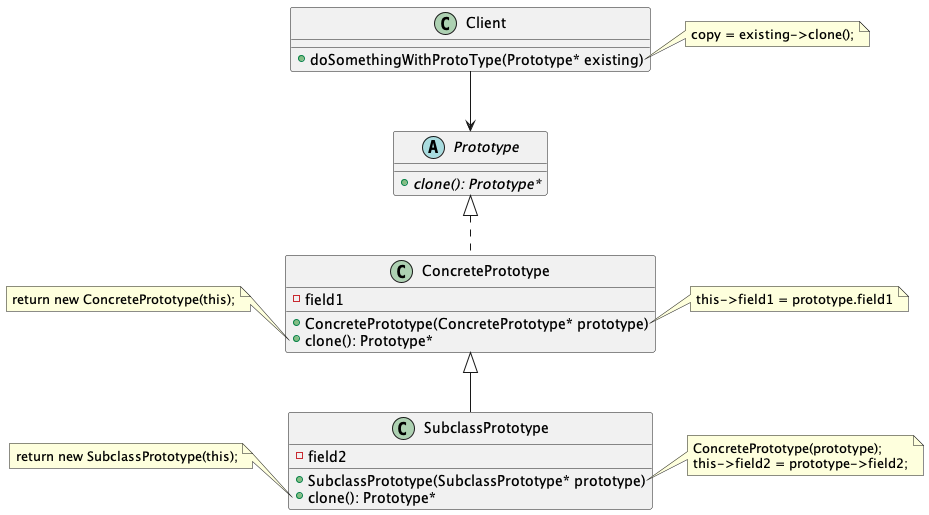 C Client
doSomethingWithProtoType(Prototype* existing)
copy = existing->clone();
A Prototype
clone(): Prototype*
C ConcretePrototype
field1
ConcretePrototype(ConcretePrototype* prototype)
clone(): Prototype*
return new ConcretePrototype(this);
this->field1 = prototype.field1
C SubclassPrototype
field2
SubclassPrototype(SubclassPrototype* prototype)
clone(): Prototype*
return new SubclassPrototype(this);
ConcretePrototype(prototype);
this->field2 = prototype->field2;